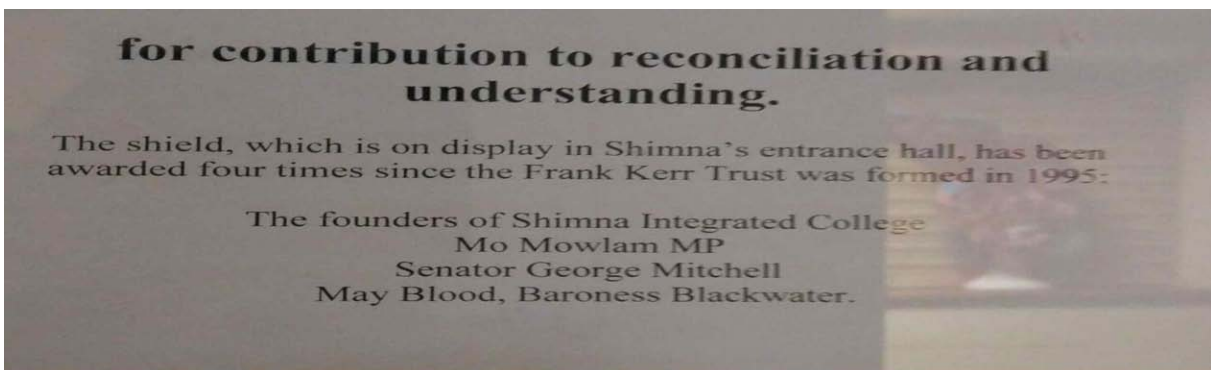 for contribution to reconciliation and
understanding.
The shield, which is on display in Shimna's entrance hall, has been
awarded four times since the Frank Kerr Trust was formed in 1995:
The founders of Shimna Integrated College
Mo Mowlam MP
Senator George Mitchell
May Blood, Baroness Blackwater.